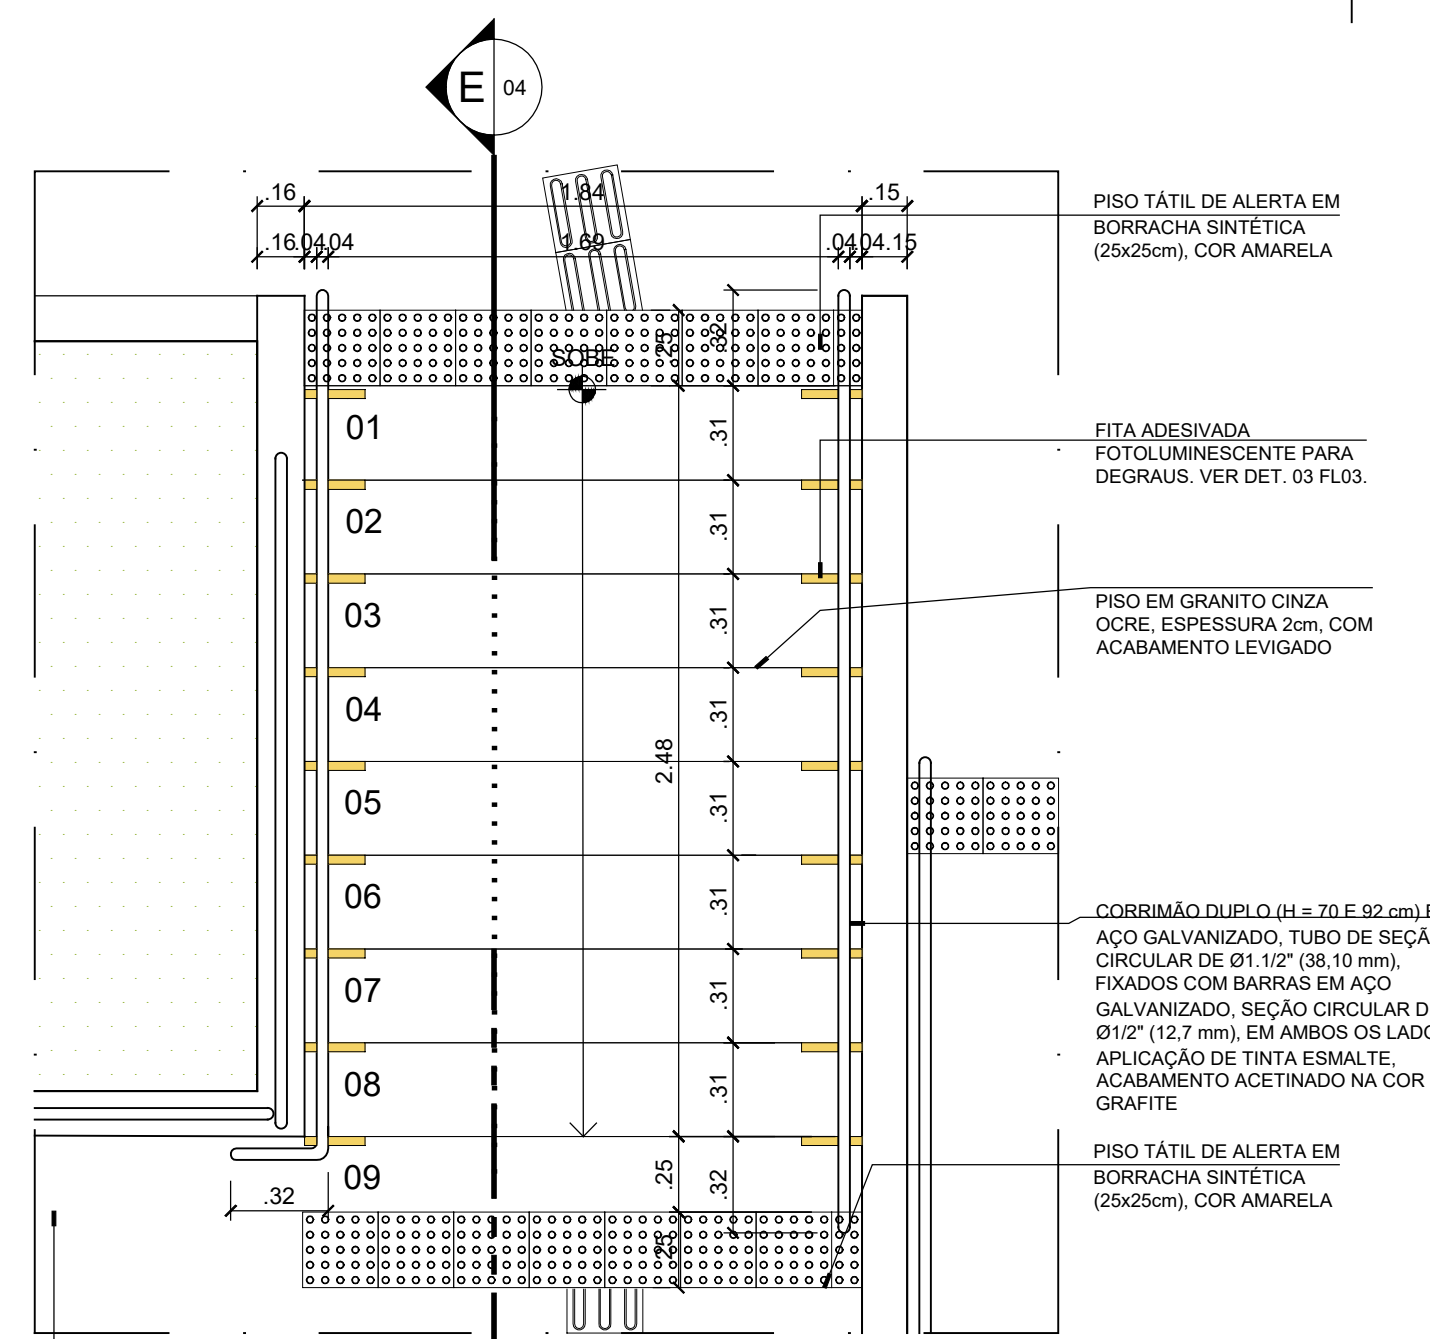 E 04
.16 1.84 .15
.16 .04 .04 1.69 .04 .04 .15
PISO TÁTIL DE ALERTA EM
BORRACHA SINTÉTICA
(25x25cm), COR AMARELA
.25 .32
SOBE
01 .31
FITA ADESIVADA
FOTOLUMINESCENTE PARA
DEGRAUS. VER DET. 03 FL03.
02 .31
03 .31
PISO EM GRANITO CINZA
OCRE, ESPESSURA 2cm, COM
ACABAMENTO LEVIGADO
04 .31
2.48
05 .31
06 .31
CORRIMÃO DUPLO (H = 70 E 92 cm)
AÇO GALVANIZADO, TUBO DE SEÇÃ
CIRCULAR DE Ø1.1/2" (38,10 mm),
FIXADOS COM BARRAS EM AÇO
GALVANIZADO, SEÇÃO CIRCULAR D
Ø1/2" (12,7 mm), EM AMBOS OS LADO
APLICAÇÃO DE TINTA ESMALTE,
ACABAMENTO ACETINADO NA COR
GRAFITE
07 .31
08 .31
09 .25 .32
.32
PISO TÁTIL DE ALERTA EM
BORRACHA SINTÉTICA
(25x25cm), COR AMARELA
.25